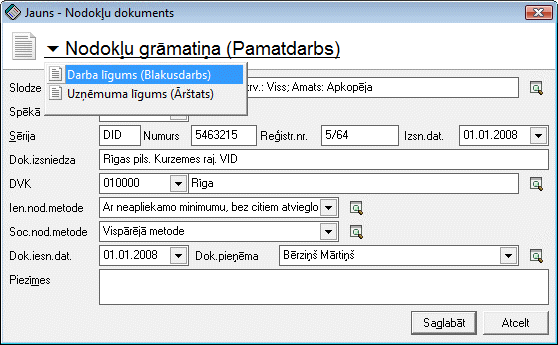 Jauns - Nodokļu dokuments
Nodokļu grāmatiņa (Pamatdarbs)
Darba līgums (Blakusdarbs)
Uzņēmuma līgums (Ārštats)
Slodze trv.: Viss; Amats: Apkopēja
Spēkā
Sērija DID Numurs 5463215 Reģistr.nr. 5/64 Izsn.dat. 01.01.2008
Dok.izsniedza Rīgas pils. Kurzemes raj. VID
DVK 010000 Rīga
Ien.nod.metode Ar neapliekamo minimumu, bez citiem atvieglo
Soc.nod.metode Vispārējā metode
Dok.iesn.dat. 01.01.2008 Dok.pieņēma Bērziņš Mārtiņš
Piezīmes
Saglabāt Atcelt